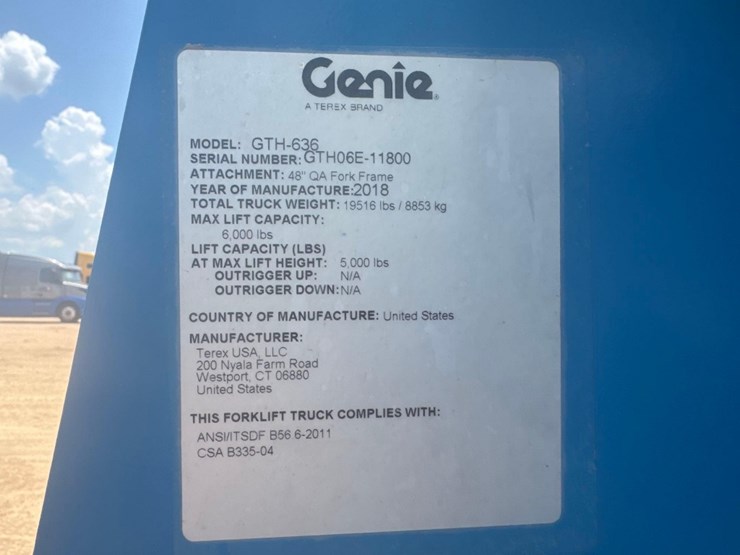 Genie
A TEREX BRAND
MODEL: GTH-636
SERIAL NUMBER: GTH06E-11800
ATTACHMENT: 48" QA Fork Frame
YEAR OF MANUFACTURE:2018
TOTAL TRUCK WEIGHT: 19516 lbs / 8853 kg
MAX LIFT CAPACITY:
6,000 lbs
LIFT CAPACITY (LBS)
AT MAX LIFT HEIGHT: 5,000 lbs
OUTRIGGER UP: N/A
OUTRIGGER DOWN:N/A
COUNTRY OF MANUFACTURE: United States
MANUFACTURER:
Terex USA, LLC
200 Nyala Farm Road
Westport, CT 06880
United States
THIS FORKLIFT TRUCK COMPLIES WITH:
ANSI/ITSDF B56.6-2011
CSA B335-04